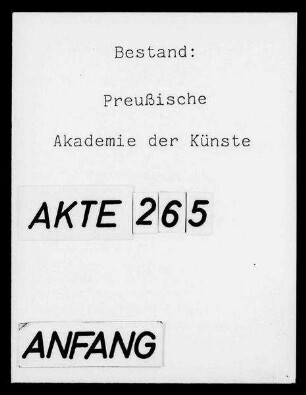 Bestand:
Preußische
Akademie der Künste
AKTE 265
ANFANG